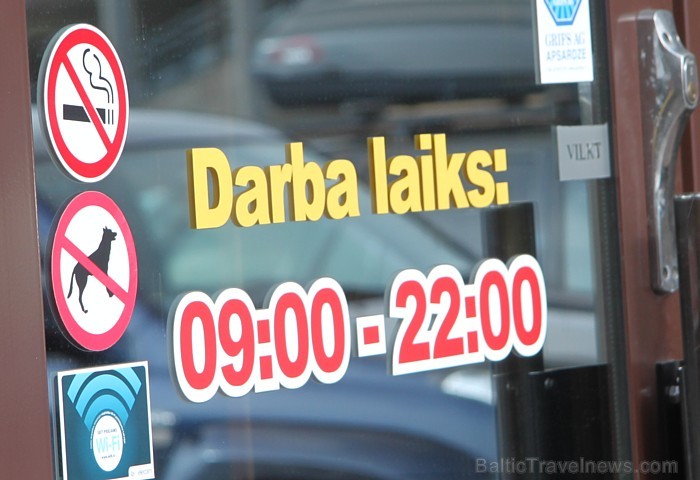 GRIFS AG
APSARDZE
VILKT
Darba laiks:
09:00 - 22:00
Wi-Fi
BalticTravelnews.com